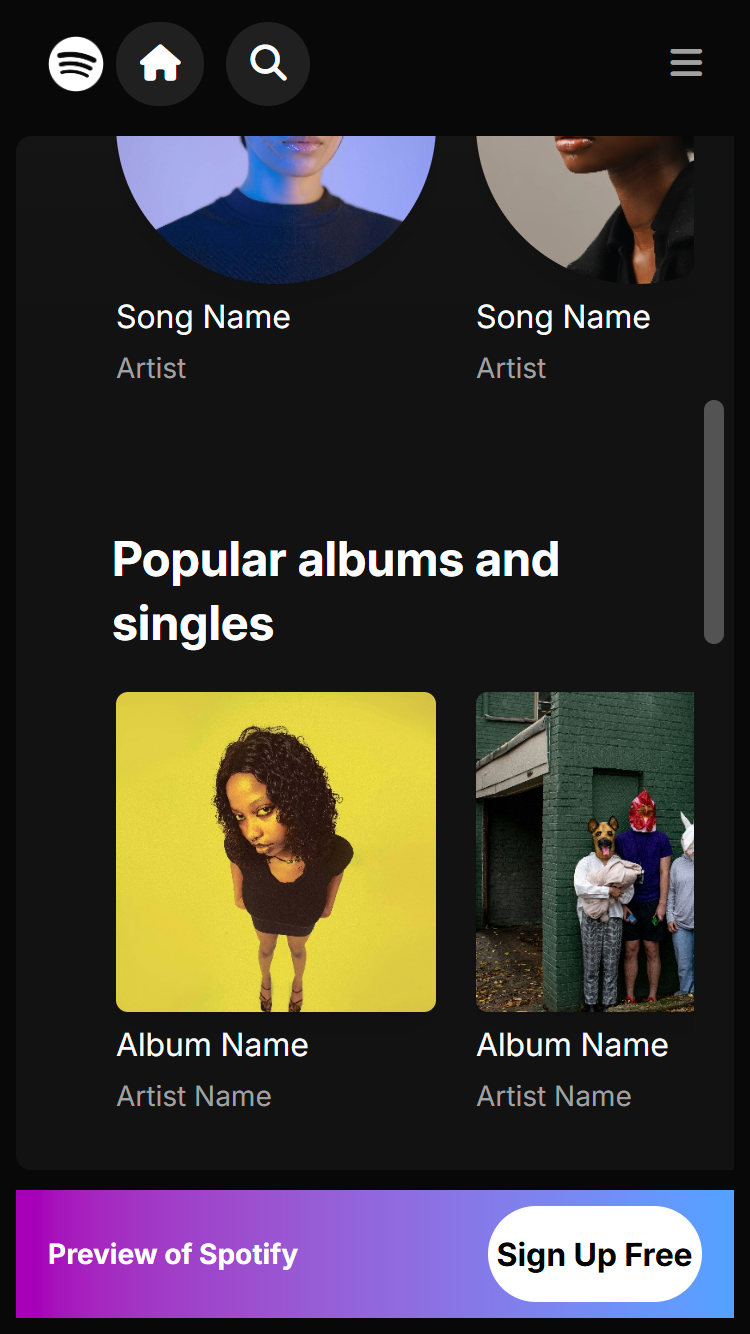 Song Name
Song Name
Artist
Artist
Popular albums and
singles
Album Name
Album Name
Artist Name
Artist Name
Preview of Spotify
Sign Up Free